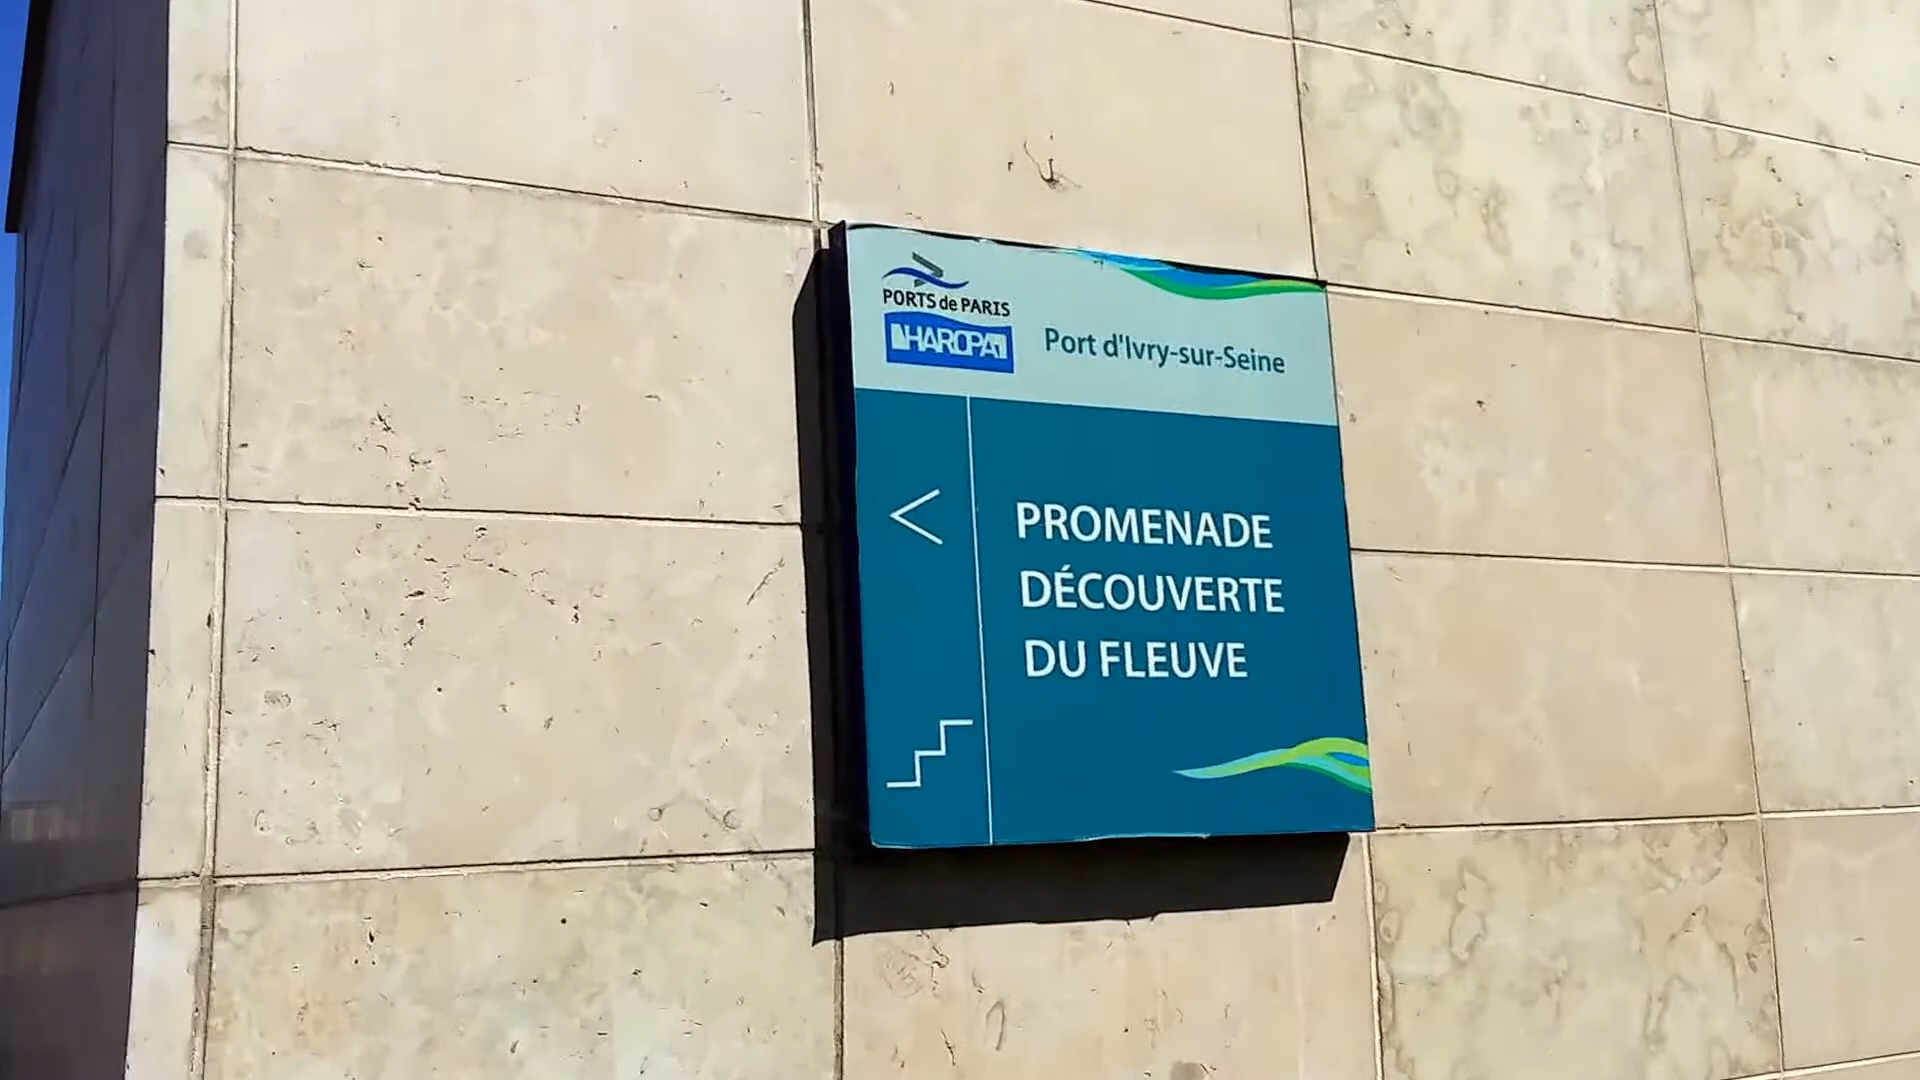 PORTS de PARIS
HAROPA
Port d'Ivry-sur-Seine
PROMENADE
DÉCOUVERTE
DU FLEUVE